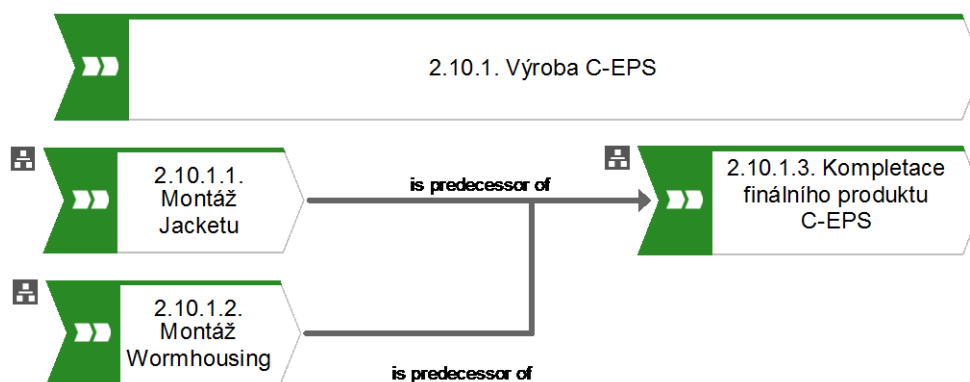 2.10.1. Výroba C-EPS
2.10.1.1.
Montáž
Jacketu
is predecessor of
2.10.1.3. Kompletace
finálního produktu
C-EPS
2.10.1.2.
Montáž
Wormhousing
is predecessor of